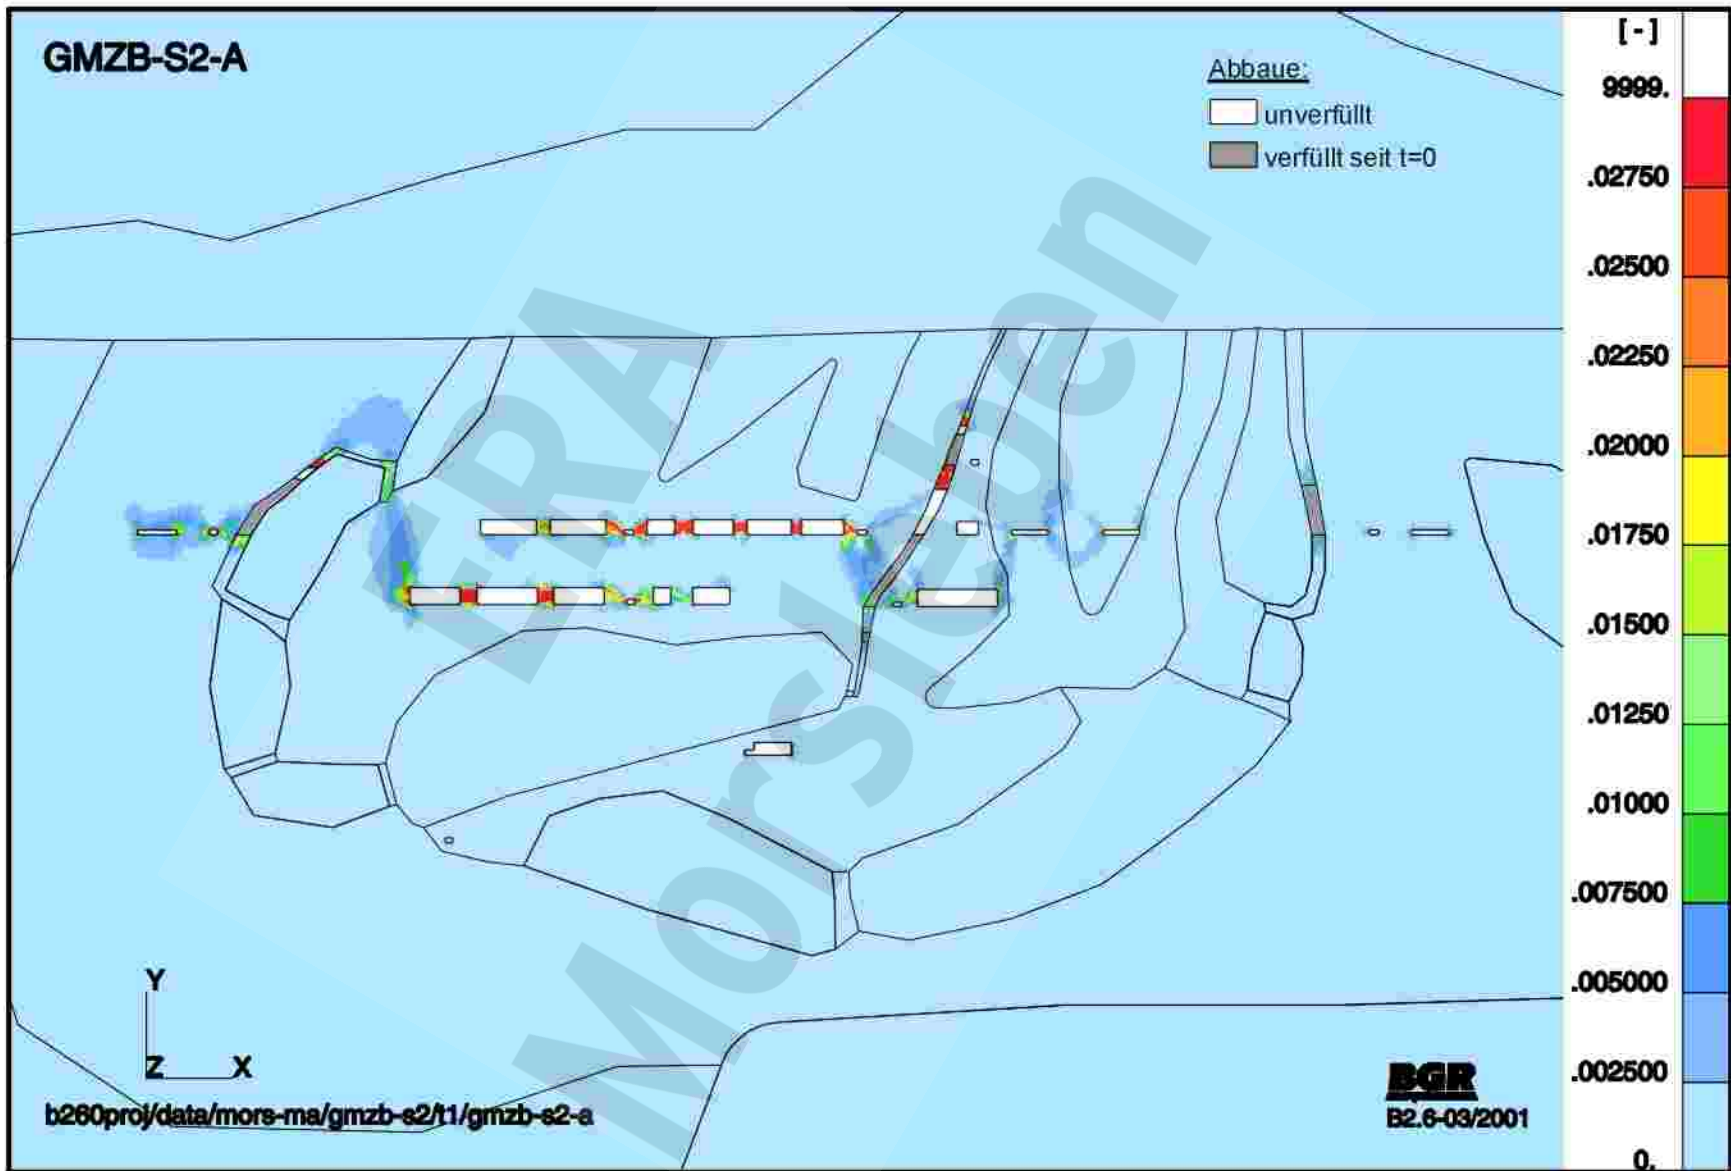 GMZB-S2-A
Abbaue:
unverfüllt
verfüllt seit t=0
[ - ]
9999.
.02750
.02500
.02250
.02000
.01750
.01500
.01250
.01000
.007500
.005000
.002500
0.
ERA
Morsleben
Y
Z X
b260proj/data/mors-ma/gmzb-s2/t1/gmzb-s2-a
BGR
B2.6-03/2001